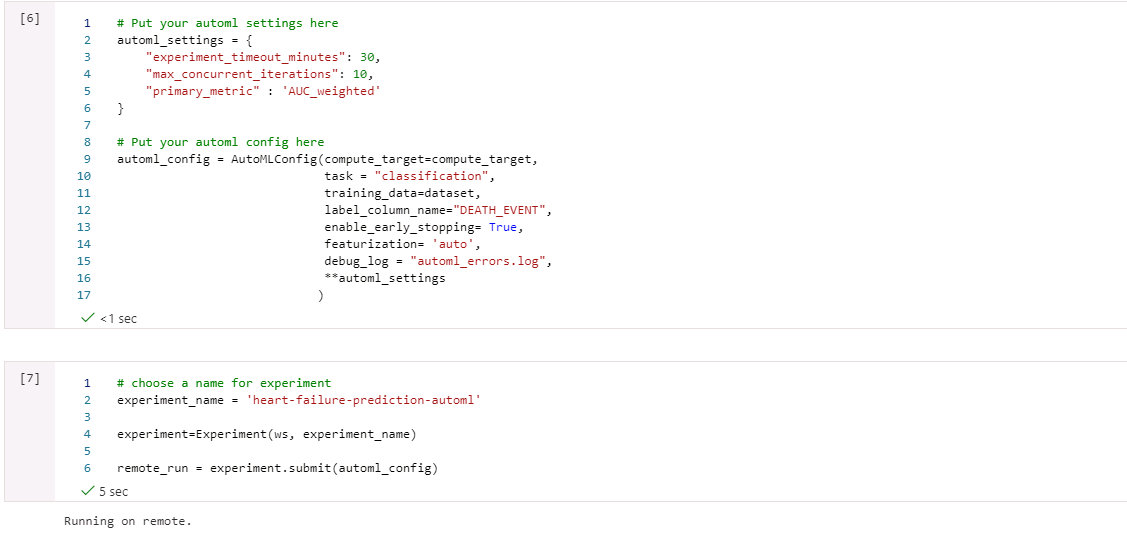 [6]
1 # Put your automl settings here
2 automl_settings = {
3     "experiment_timeout_minutes": 30,
4     "max_concurrent_iterations": 10,
5     "primary_metric" : 'AUC_weighted'
6 }
7
8 # Put your automl config here
9 automl_config = AutoMLConfig(compute_target=compute_target,
10                              task = "classification",
11                              training_data=dataset,
12                              label_column_name="DEATH_EVENT",
13                              enable_early_stopping= True,
14                              featurization= 'auto',
15                              debug_log = "automl_errors.log",
16                              **automl_settings
17                             )
<1 sec
[7]
1 # choose a name for experiment
2 experiment_name = 'heart-failure-prediction-automl'
3
4 experiment=Experiment(ws, experiment_name)
5
6 remote_run = experiment.submit(automl_config)
5 sec
Running on remote.